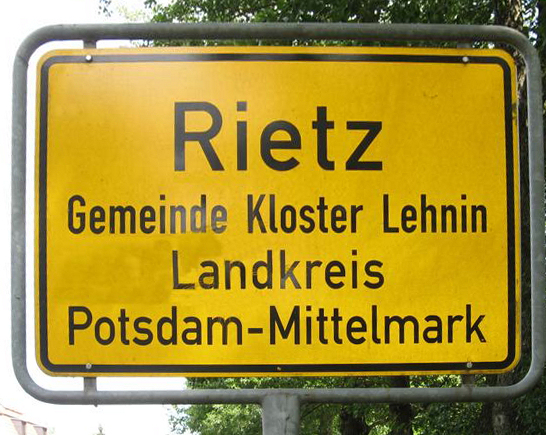 Rietz
Gemeinde Kloster Lehnin
Landkreis
Potsdam-Mittelmark